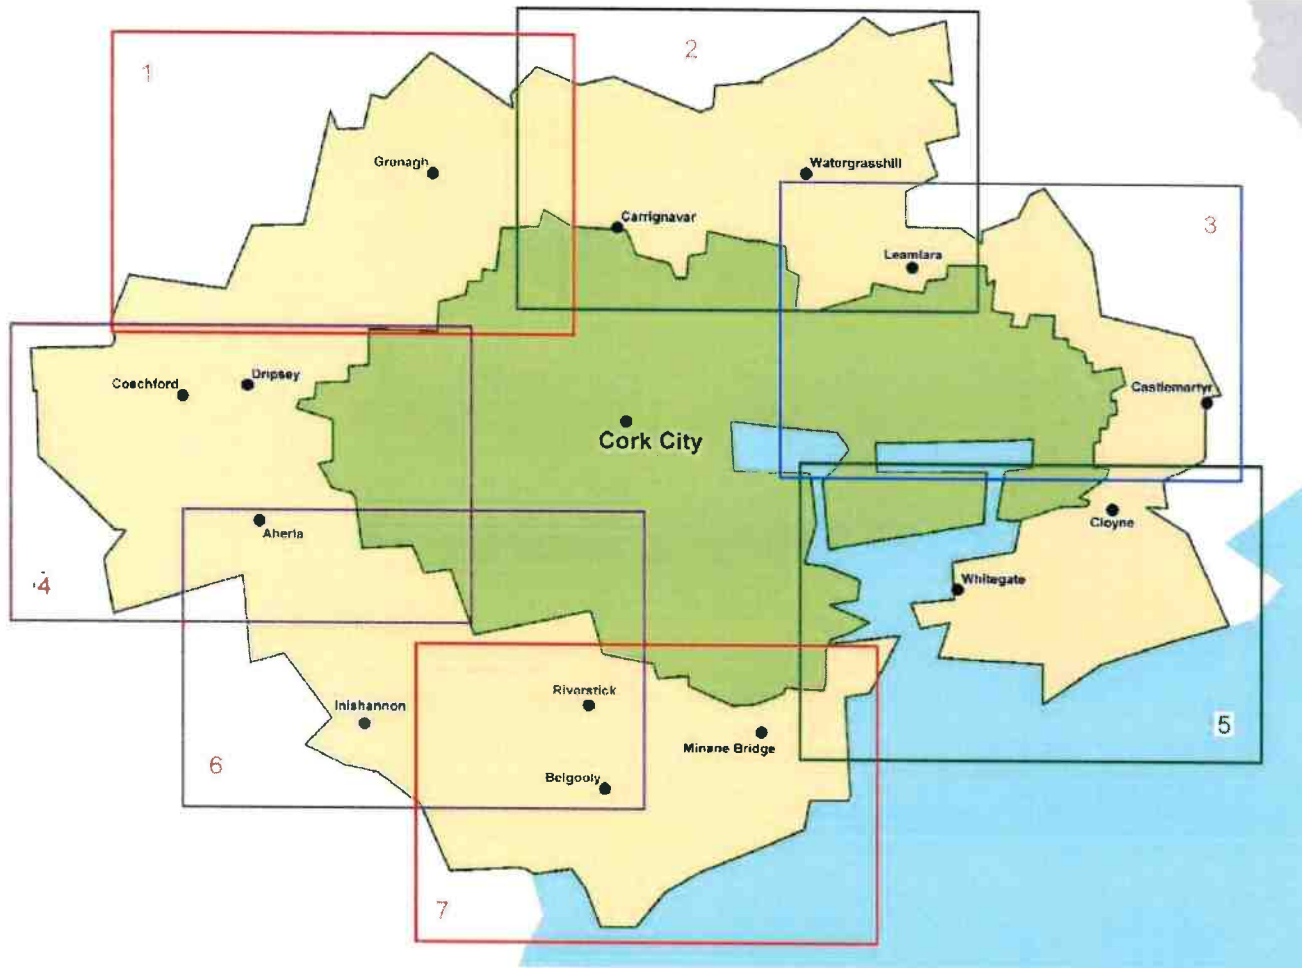 1
2
Grenagh
Watergrasshill
Carrignavar
3
Leamlara
Dripsey
Coachford
Castlemartyr
Cork City
Aherla
Cloyne
4
Whitegate
Riverstick
Inishannon
5
Minane Bridge
6
Belgooly
7